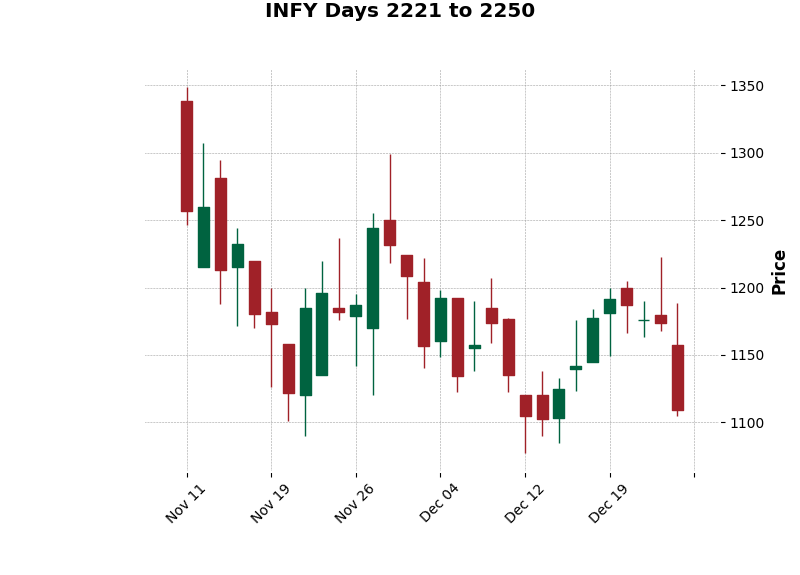 INFY Days 2221 to 2250
1350
1300
1250
1200
1150
1100
Price
Nov 11
Nov 19
Nov 26
Dec 04
Dec 12
Dec 19